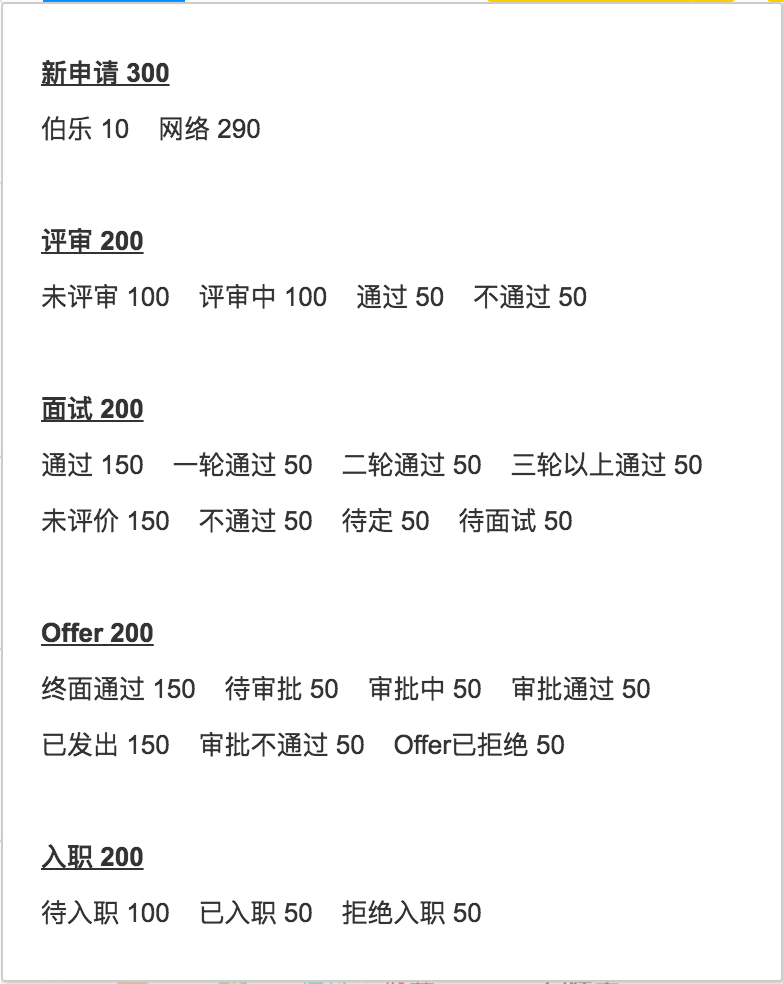 新申请 300
伯乐 10 网络 290
评审 200
未评审 100 评审中 100 通过 50 不通过 50
面试 200
通过 150 一轮通过 50 二轮通过 50 三轮以上通过 50
未评价 150 不通过 50 待定 50 待面试 50
Offer 200
终面通过 150 待审批 50 审批中 50 审批通过 50
已发出 150 审批不通过 50 Offer已拒绝 50
入职 200
待入职 100 已入职 50 拒绝入职 50